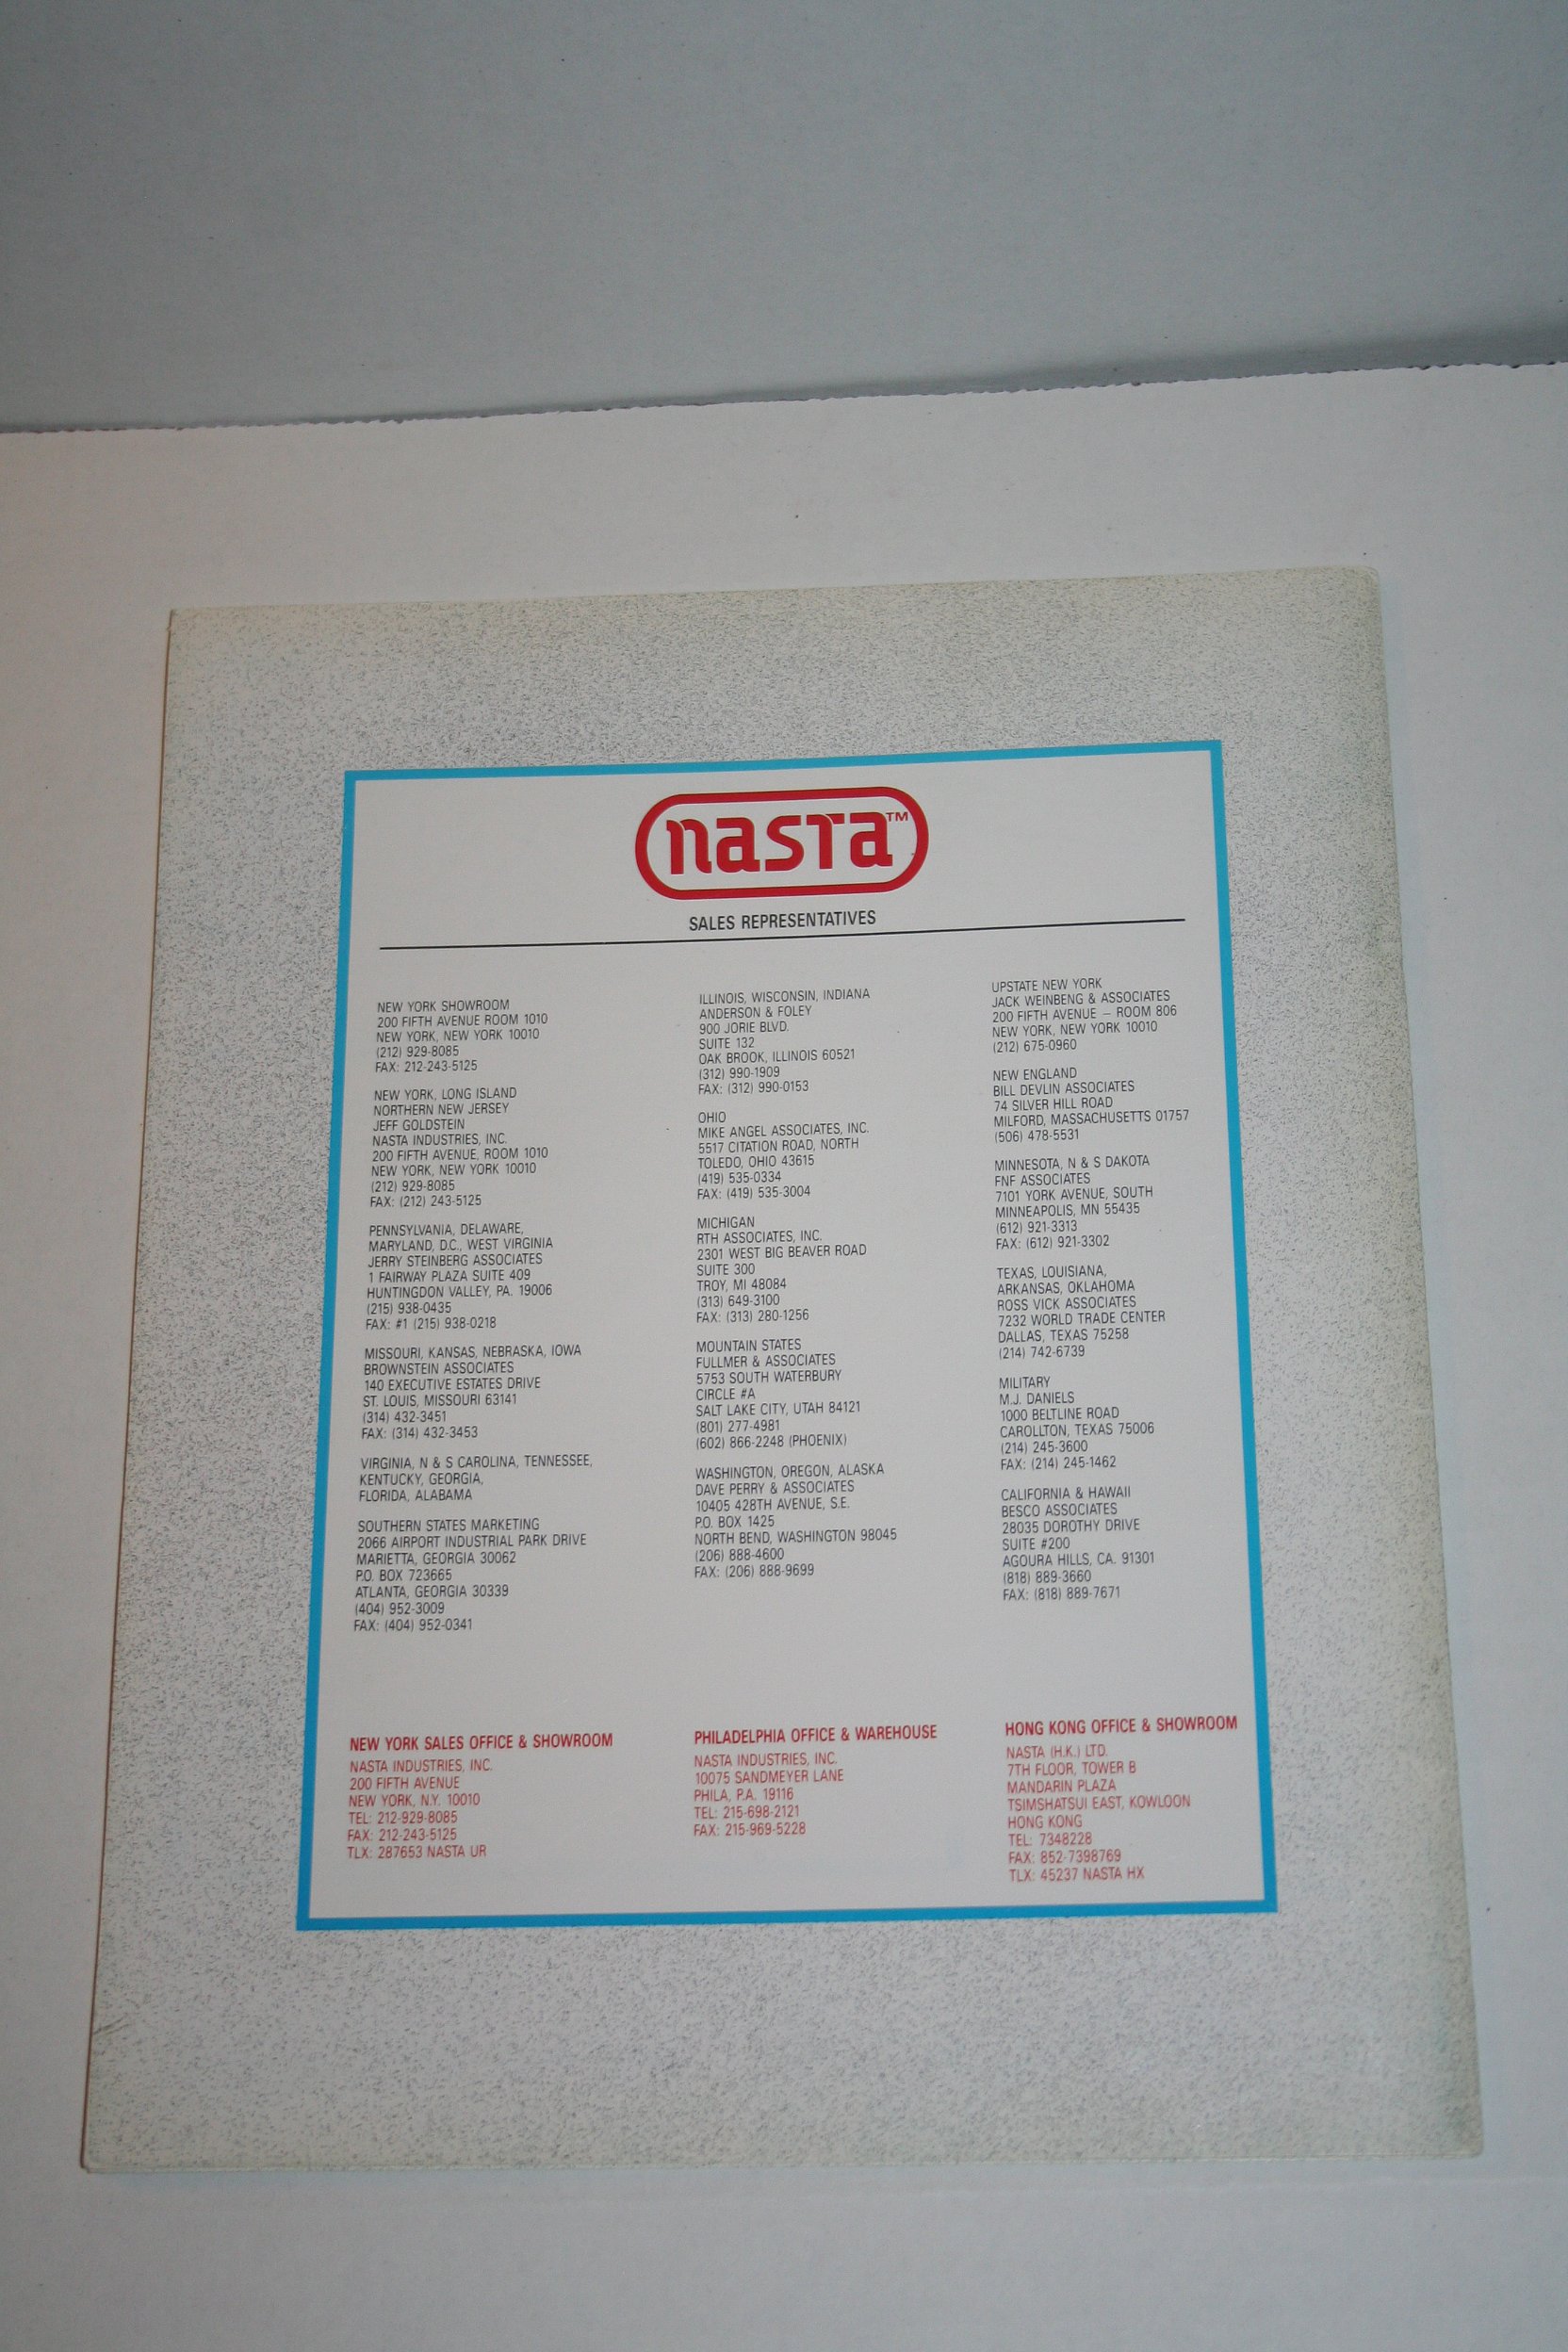 nasta™
SALES REPRESENTATIVES
NEW YORK SHOWROOM
200 FIFTH AVENUE ROOM 1010
NEW YORK, NEW YORK 10010
(212) 929-8085
FAX: 212-243-5125
NEW YORK, LONG ISLAND
NORTHERN NEW JERSEY
JEFF GOLDSTEIN
NASTA INDUSTRIES, INC.
200 FIFTH AVENUE, ROOM 1010
NEW YORK, NEW YORK 10010
(212) 929-8085
FAX: (212) 243-5125
PENNSYLVANIA, DELAWARE,
MARYLAND, D.C., WEST VIRGINIA
JERRY STEINBERG ASSOCIATES
1 FAIRWAY PLAZA SUITE 409
HUNTINGDON VALLEY, PA. 19006
(215) 938-0435
FAX: #1 (215) 938-0218
MISSOURI, KANSAS, NEBRASKA, IOWA
BROWNSTEIN ASSOCIATES
140 EXECUTIVE ESTATES DRIVE
ST. LOUIS, MISSOURI 63141
(314) 432-3451
FAX: (314) 432-3453
VIRGINIA, N & S CAROLINA, TENNESSEE,
KENTUCKY, GEORGIA,
FLORIDA, ALABAMA
SOUTHERN STATES MARKETING
2066 AIRPORT INDUSTRIAL PARK DRIVE
MARIETTA, GEORGIA 30062
P.O. BOX 723665
ATLANTA, GEORGIA 30339
(404) 952-3009
FAX: (404) 952-0341
ILLINOIS, WISCONSIN, INDIANA
ANDERSON & FOLEY
900 JORIE BLVD.
SUITE 132
OAK BROOK, ILLINOIS 60521
(312) 990-1909
FAX: (312) 990-0153
OHIO
MIKE ANGEL ASSOCIATES, INC.
5517 CITATION ROAD, NORTH
TOLEDO, OHIO 43615
(419) 535-0334
FAX: (419) 535-3004
MICHIGAN
RTH ASSOCIATES, INC.
2301 WEST BIG BEAVER ROAD
SUITE 300
TROY, MI 48084
(313) 649-3100
FAX: (313) 280-1256
MOUNTAIN STATES
FULLMER & ASSOCIATES
5753 SOUTH WATERBURY
CIRCLE #A
SALT LAKE CITY, UTAH 84121
(801) 277-4981
(602) 866-2248 (PHOENIX)
WASHINGTON, OREGON, ALASKA
DAVE PERRY & ASSOCIATES
10405 428TH AVENUE, S.E.
P.O. BOX 1425
NORTH BEND, WASHINGTON 98045
(206) 888-4600
FAX: (206) 888-9699
UPSTATE NEW YORK
JACK WEINBENG & ASSOCIATES
200 FIFTH AVENUE – ROOM 806
NEW YORK, NEW YORK 10010
(212) 675-0960
NEW ENGLAND
BILL DEVLIN ASSOCIATES
74 SILVER HILL ROAD
MILFORD, MASSACHUSETTS 01757
(506) 478-5531
MINNESOTA, N & S DAKOTA
FNF ASSOCIATES
7101 YORK AVENUE, SOUTH
MINNEAPOLIS, MN 55435
(612) 921-3313
FAX: (612) 921-3302
TEXAS, LOUISIANA,
ARKANSAS, OKLAHOMA
ROSS VICK ASSOCIATES
7232 WORLD TRADE CENTER
DALLAS, TEXAS 75258
(214) 742-6739
MILITARY
M.J. DANIELS
1000 BELTLINE ROAD
CAROLLTON, TEXAS 75006
(214) 245-3600
FAX: (214) 245-1462
CALIFORNIA & HAWAII
BESCO ASSOCIATES
28035 DOROTHY DRIVE
SUITE #200
AGOURA HILLS, CA. 91301
(818) 889-3660
FAX: (818) 889-7671
NEW YORK SALES OFFICE & SHOWROOM
NASTA INDUSTRIES, INC.
200 FIFTH AVENUE
NEW YORK, N.Y. 10010
TEL: 212-929-8085
FAX: 212-243-5125
TLX: 287653 NASTA UR
PHILADELPHIA OFFICE & WAREHOUSE
NASTA INDUSTRIES, INC.
10075 SANDMEYER LANE
PHILA, P.A. 19116
TEL: 215-698-2121
FAX: 215-969-5228
HONG KONG OFFICE & SHOWROOM
NASTA (H.K.) LTD.
7TH FLOOR, TOWER B
MANDARIN PLAZA
TSIMSHATSUI EAST, KOWLOON
HONG KONG
TEL: 7348228
FAX: 852-7398769
TLX: 45237 NASTA HX